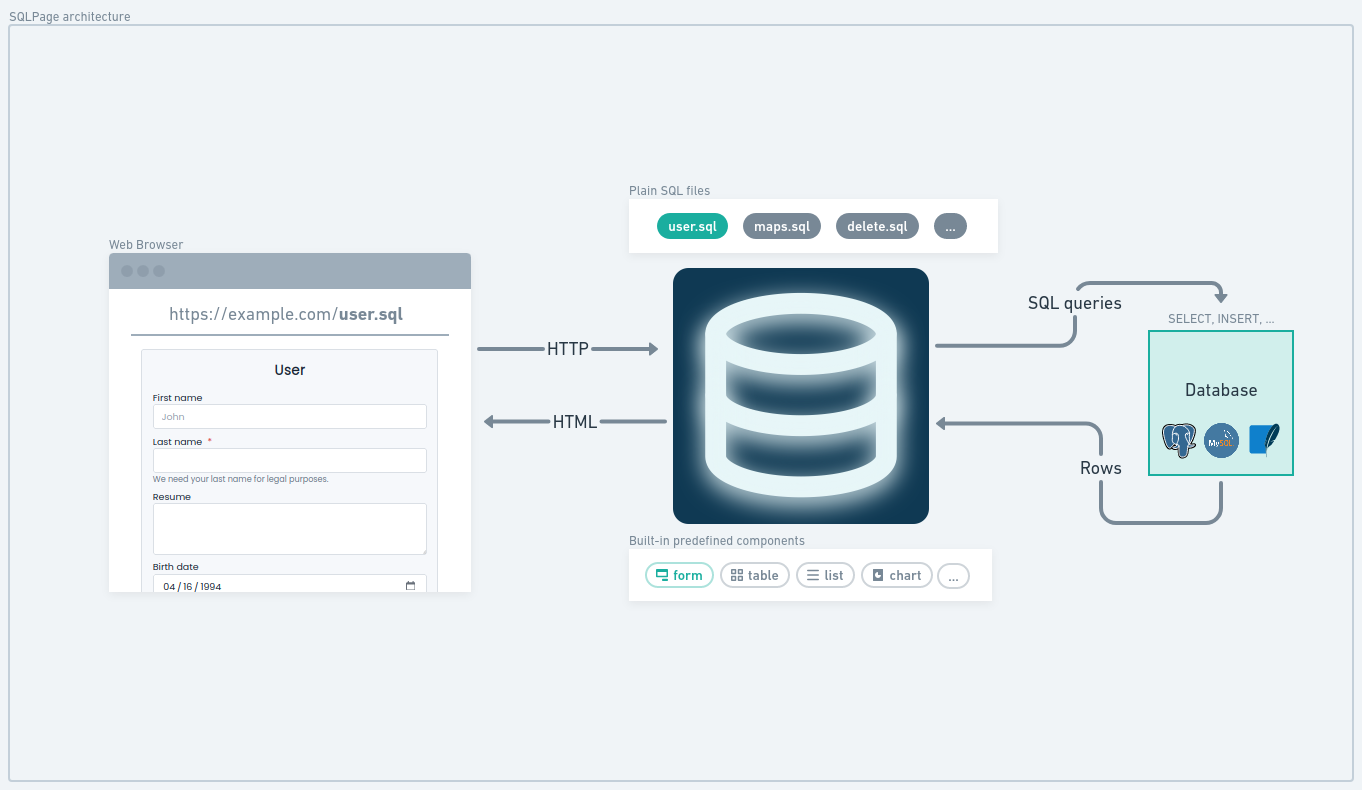 SQLPage architecture
Plain SQL files
user.sql
maps.sql
delete.sql
...
Web Browser
https://example.com/user.sql
User
First name
John
Last name *
We need your last name for legal purposes.
Resume
Birth date
04 / 16 / 1994
HTTP
HTML
SQL queries
SELECT, INSERT, ...
Database
MySQL
Rows
Built-in predefined components
form
table
list
chart
...